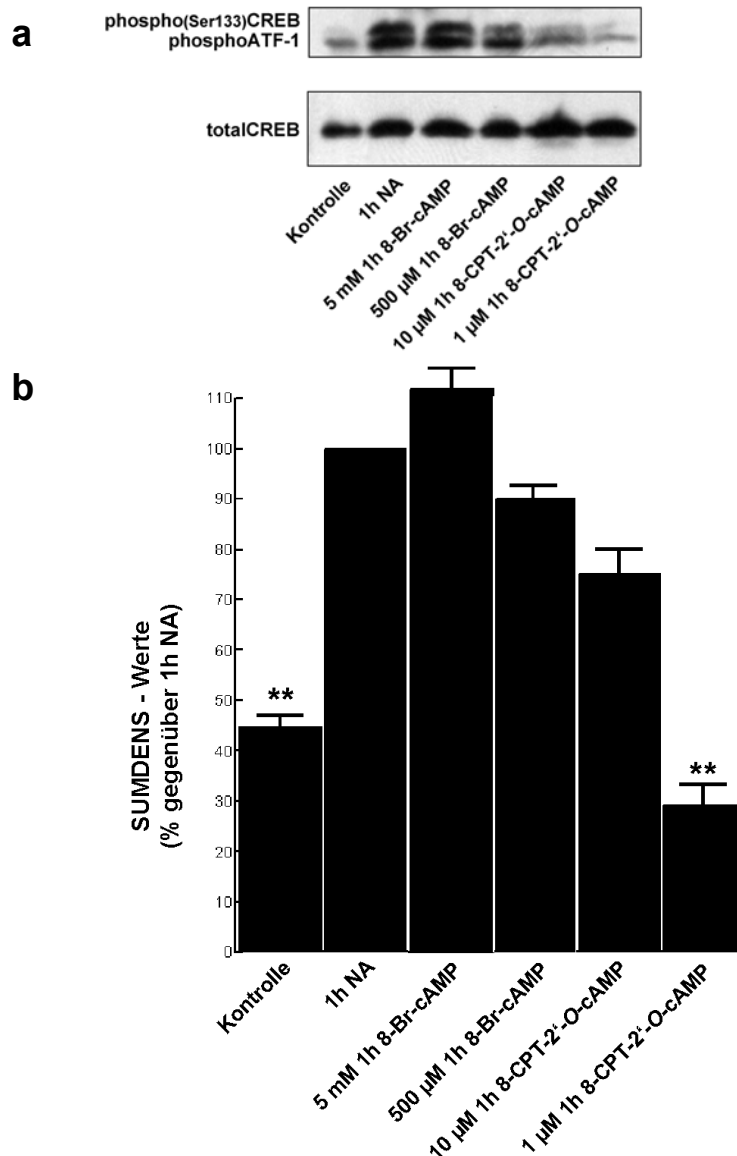 a
phospho(Ser133)CREB
phosphoATF-1
totalCREB
Kontrolle
1h NA
5 mM 1h 8-Br-cAMP
500 µM 1h 8-Br-cAMP
10 µM 1h 8-CPT-2‘-O-cAMP
1 µM 1h 8-CPT-2‘-O-cAMP
b
SUMDENS - Werte
(% gegenüber 1h NA)
110
100
90
80
70
60
50
40
30
20
10
0
**
**
Kontrolle
1h NA
5 mM 1h 8-Br-cAMP
500 µM 1h 8-Br-cAMP
10 µM 1h 8-CPT-2‘-O-cAMP
1 µM 1h 8-CPT-2‘-O-cAMP